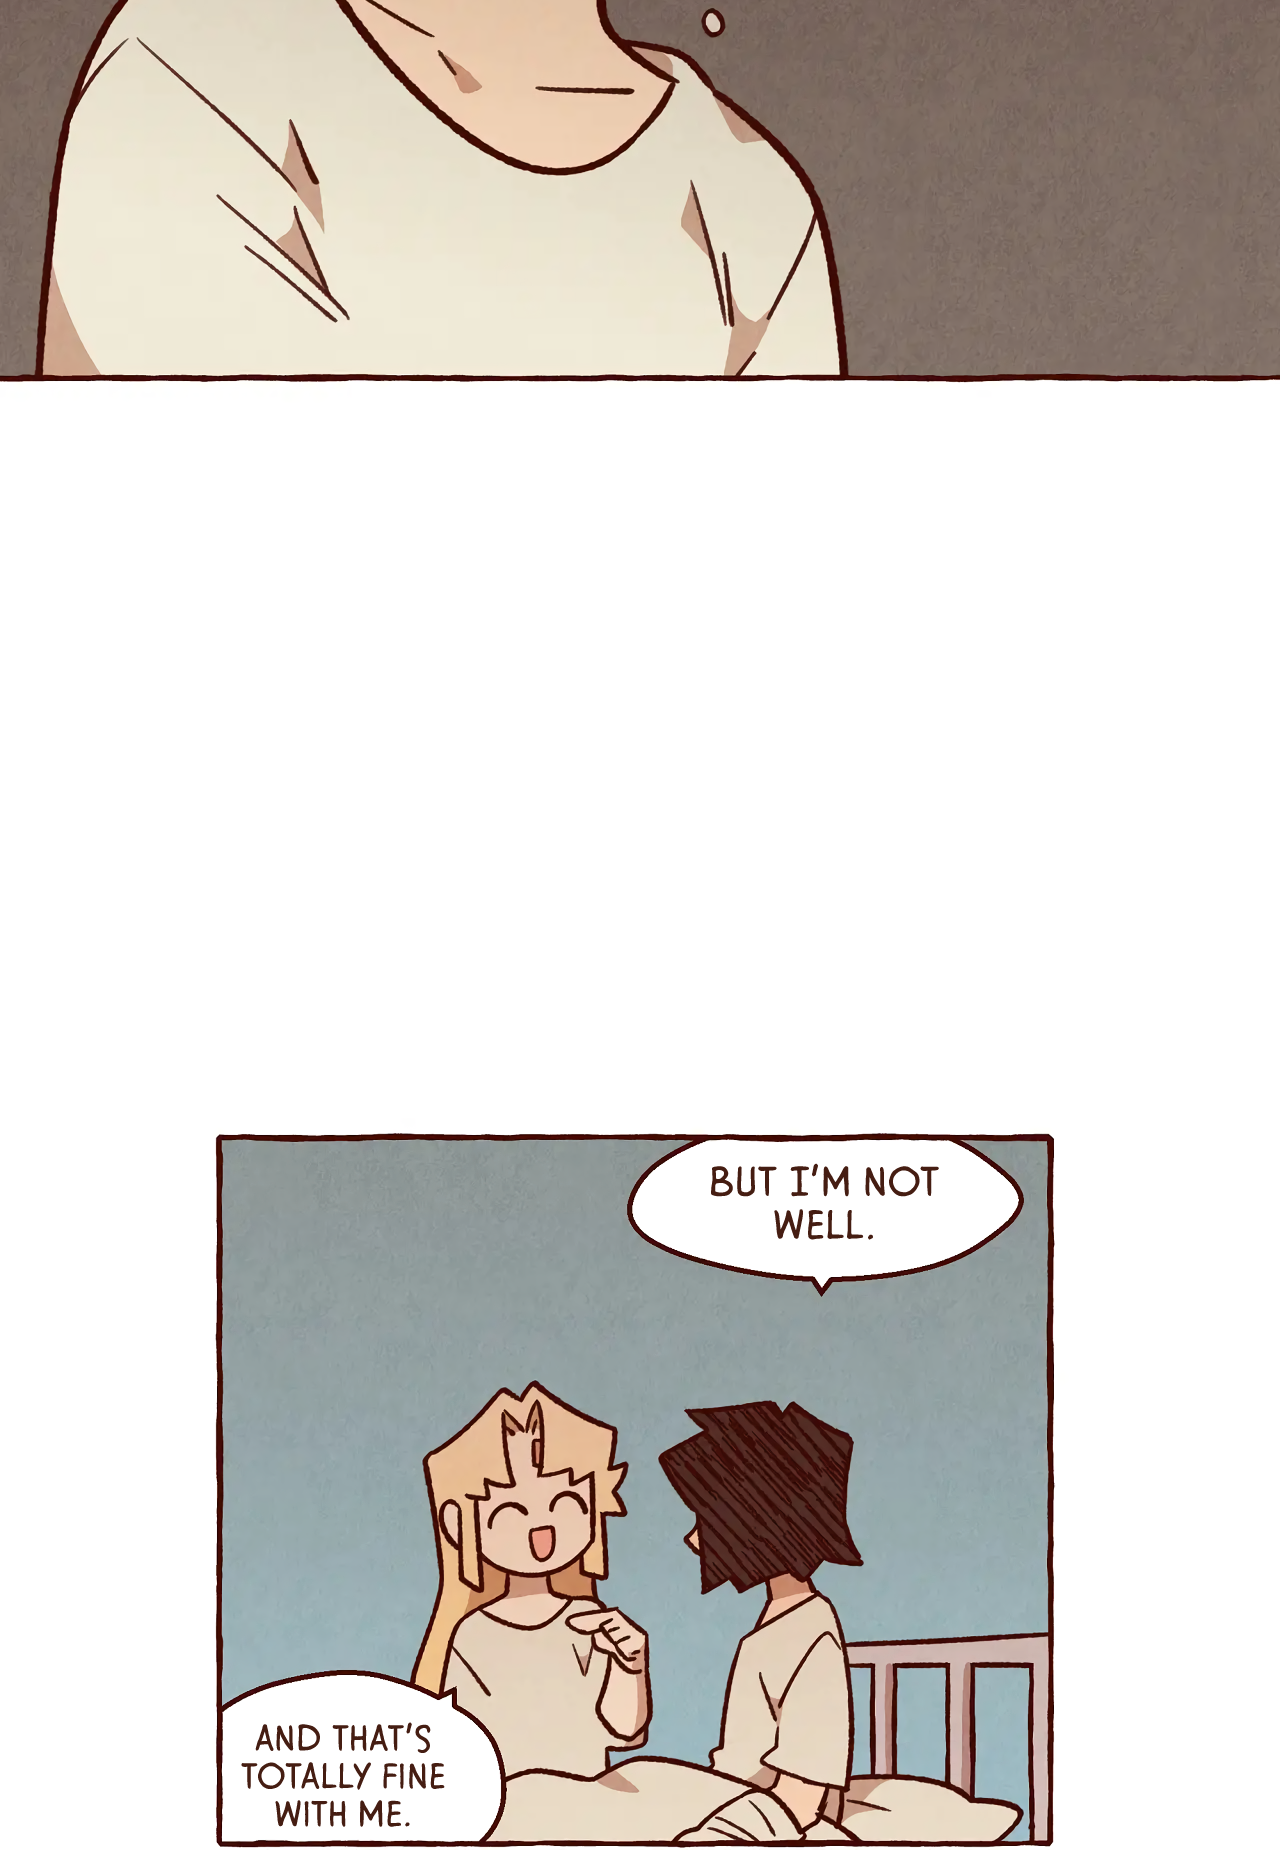 BUT I'M NOT
WELL.
AND THAT'S
TOTALLY FINE
WITH ME.